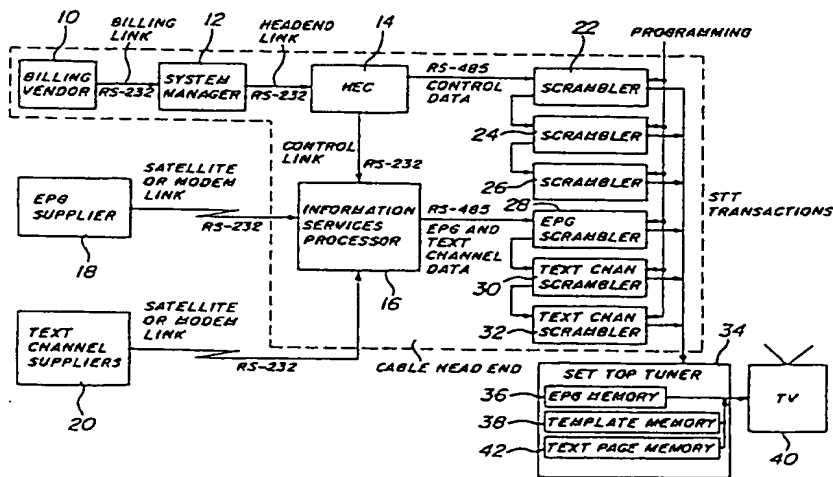 10
BILLING
LINK
12
HEADEND
LINK
14
PROGRAMMING
22
BILLING
VENDOR
RS-232
SYSTEM
MANAGER
RS-232
HEC
RS-485
CONTROL
DATA
SCRAMBLER
24
SCRAMBLER
CONTROL
LINK
RS-232
26
SCRAMBLER
STT
TRANSACTIONS
EPG
SUPPLIER
18
SATELLITE
OR MODEM
LINK
RS-232
INFORMATION
SERVICES
PROCESSOR
16
RS-485
EPG AND
TEXT
CHANNEL
DATA
28
EPG
SCRAMBLER
30
TEXT CHAN
SCRAMBLER
32
TEXT CHAN
SCRAMBLER
TEXT
CHANNEL
SUPPLIERS
20
SATELLITE
OR MODEM
LINK
RS-232
CABLE HEAD END
34
SET TOP TUNER
36
EPG MEMORY
38
TEMPLATE MEMORY
42
TEXT PAGE MEMORY
TV
40